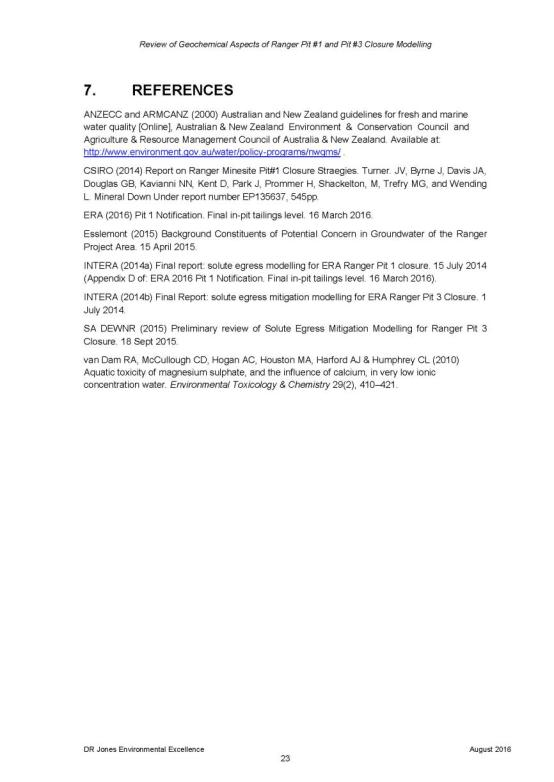 Review of Geochemical Aspects of Ranger Pit #1 and Pit #3 Closure Modelling
7. REFERENCES
ANZECC and ARMCANZ (2000) Australian and New Zealand guidelines for fresh and marine
water quality [Online], Australian & New Zealand Environment & Conservation Council and
Agriculture & Resource Management Council of Australia & New Zealand. Available at:
http://www.environment.gov.au/water/policy-programs/nwqms/ .
CSIRO (2014) Report on Ranger Minesite Pit#1 Closure Straegies. Turner. JV, Byrne J, Davis JA,
Douglas GB, Kavianni NN, Kent D, Park J, Prommer H, Shackelton, M, Trefry MG, and Wending
L. Mineral Down Under report number EP135637, 545pp.
ERA (2016) Pit 1 Notification. Final in-pit tailings level. 16 March 2016.
Esslemont (2015) Background Constituents of Potential Concern in Groundwater of the Ranger
Project Area. 15 April 2015.
INTERA (2014a) Final report: solute egress modelling for ERA Ranger Pit 1 closure. 15 July 2014
(Appendix D of: ERA 2016 Pit 1 Notification. Final in-pit tailings level. 16 March 2016).
INTERA (2014b) Final Report: solute egress mitigation modelling for ERA Ranger Pit 3 Closure. 1
July 2014.
SA DEWNR (2015) Preliminary review of Solute Egress Mitigation Modelling for Ranger Pit 3
Closure. 18 Sept 2015.
van Dam RA, McCullough CD, Hogan AC, Houston MA, Harford AJ & Humphrey CL (2010)
Aquatic toxicity of magnesium sulphate, and the influence of calcium, in very low ionic
concentration water. Environmental Toxicology & Chemistry 29(2), 410–421.
DR Jones Environmental Excellence
August 2016
23